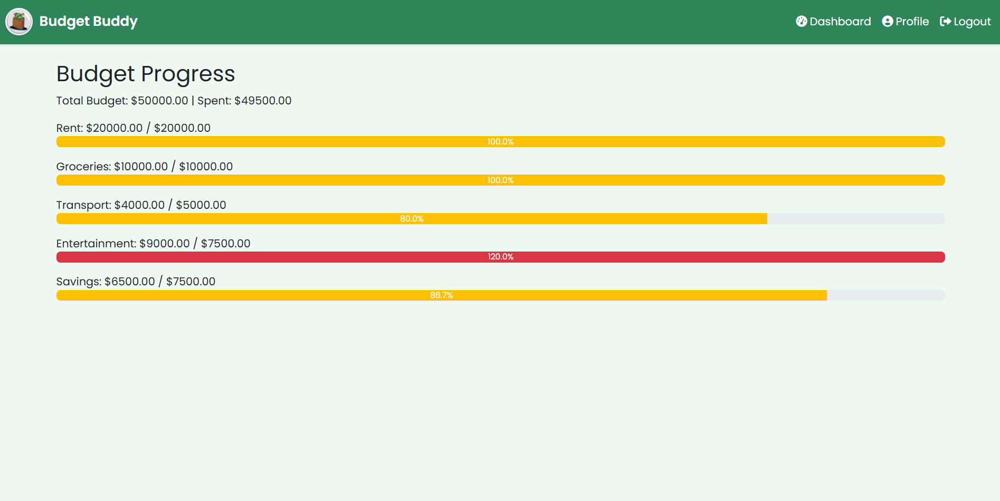 Budget Buddy
Dashboard Profile Logout
Budget Progress
Total Budget: $50000.00 | Spent: $49500.00
Rent: $20000.00 / $20000.00
100.0%
Groceries: $10000.00 / $10000.00
100.0%
Transport: $4000.00 / $5000.00
80.0%
Entertainment: $9000.00 / $7500.00
120.0%
Savings: $6500.00 / $7500.00
86.7%